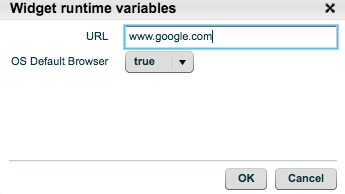 Widget runtime variables
URL www.google.com
OS Default Browser true
OK Cancel